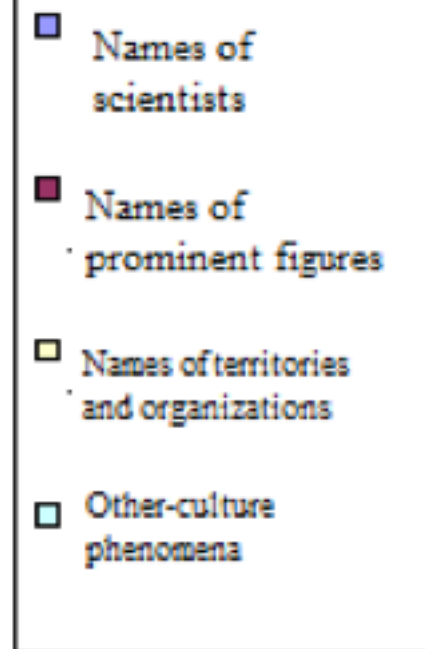 Names of
scientists
Names of
prominent figures
Names of territories
and organizations
Other-culture
phenomena